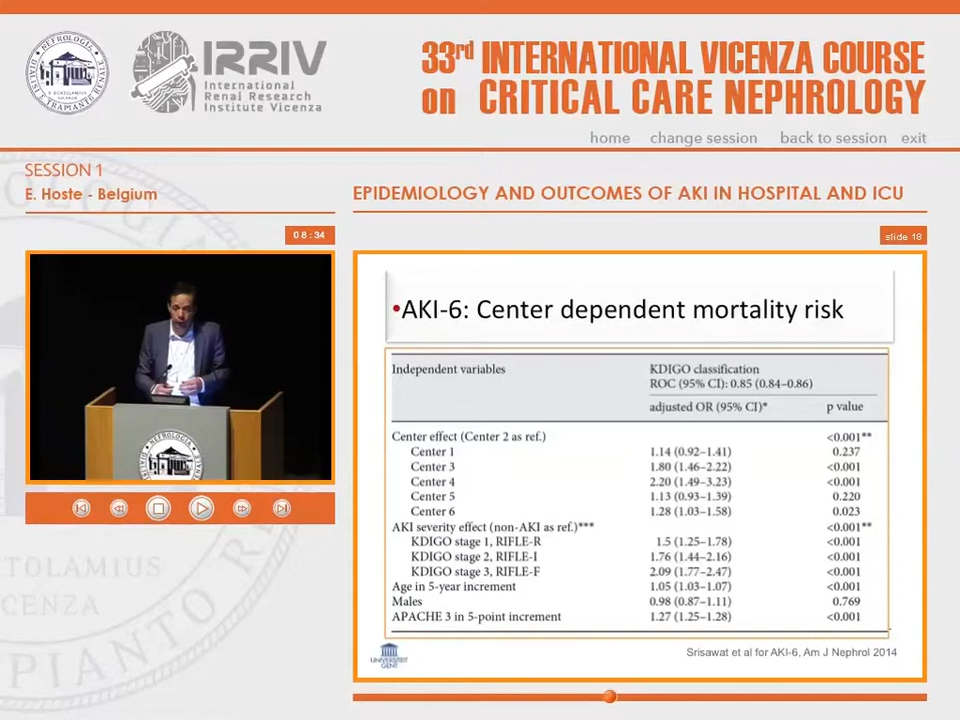 IRRIV
International
Renal Research
Institute Vicenza
33rd INTERNATIONAL VICENZA COURSE
on CRITICAL CARE NEPHROLOGY
home change session back to session exit
SESSION 1
E. Hoste - Belgium
EPIDEMIOLOGY AND OUTCOMES OF AKI IN HOSPITAL AND ICU
08:34
slide 18
•AKI-6: Center dependent mortality risk
Independent variables KDIGO classification
ROC (95% CI): 0.85 (0.84–0.86)
adjusted OR (95% CI)* p value
Center effect (Center 2 as ref.) <0.001**
Center 1 1.14 (0.92–1.41) 0.237
Center 3 1.80 (1.46–2.22) <0.001
Center 4 2.20 (1.49–3.23) <0.001
Center 5 1.13 (0.93–1.39) 0.220
Center 6 1.28 (1.03–1.58) 0.023
AKI severity effect (non-AKI as ref.)*** <0.001**
KDIGO stage 1, RIFLE-R 1.5 (1.25–1.78) <0.001
KDIGO stage 2, RIFLE-I 1.76 (1.44–2.16) <0.001
KDIGO stage 3, RIFLE-F 2.09 (1.77–2.47) <0.001
Age in 5-year increment 1.05 (1.03–1.07) <0.001
Males 0.98 (0.87–1.11) 0.769
APACHE 3 in 5-point increment 1.27 (1.25–1.28) <0.001
UNIVERSITEIT
GENT
Srisawat et al for AKI-6, Am J Nephrol 2014